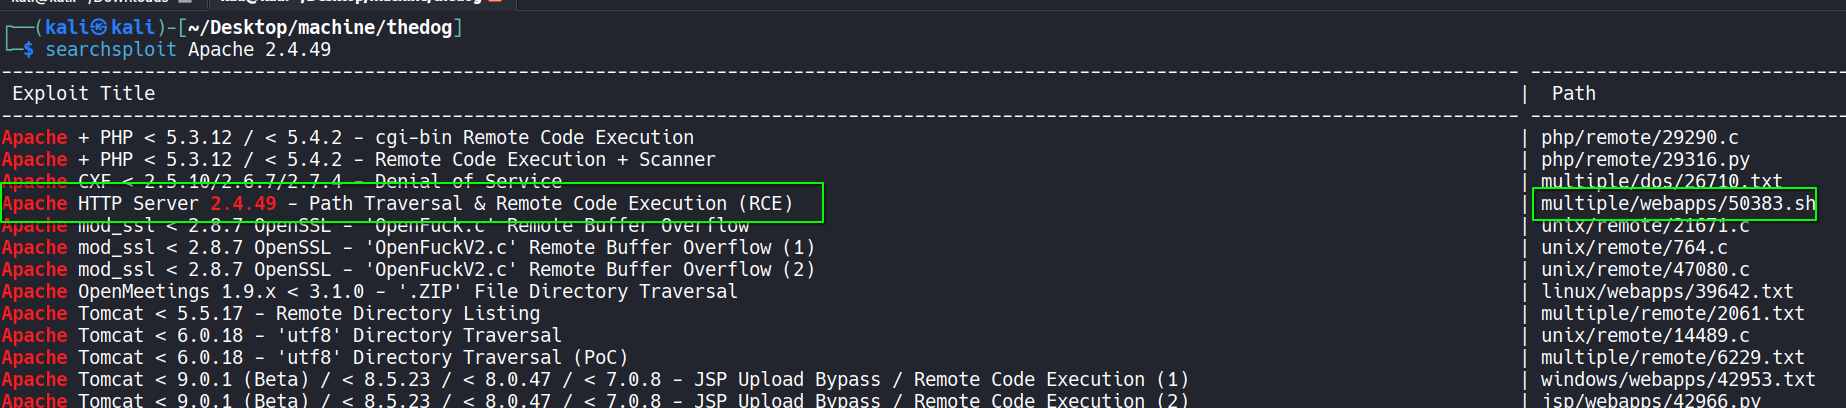 (kali㉿kali)-[~/Desktop/machine/thedog]
$ searchsploit Apache 2.4.49
Exploit Title | Path
Apache + PHP < 5.3.12 / < 5.4.2 - cgi-bin Remote Code Execution | php/remote/29290.c
Apache + PHP < 5.3.12 / < 5.4.2 - Remote Code Execution + Scanner | php/remote/29316.py
Apache CXF < 2.5.10/2.6.7/2.7.4 - Denial of Service | multiple/dos/26710.txt
Apache HTTP Server 2.4.49 - Path Traversal & Remote Code Execution (RCE) | multiple/webapps/50383.sh
Apache mod_ssl < 2.8.7 OpenSSL - 'OpenFuck.c' Remote Buffer Overflow | unix/remote/21671.c
Apache mod_ssl < 2.8.7 OpenSSL - 'OpenFuckV2.c' Remote Buffer Overflow (1) | unix/remote/764.c
Apache mod_ssl < 2.8.7 OpenSSL - 'OpenFuckV2.c' Remote Buffer Overflow (2) | unix/remote/47080.c
Apache OpenMeetings 1.9.x < 3.1.0 - '.ZIP' File Directory Traversal | linux/webapps/39642.txt
Apache Tomcat < 5.5.17 - Remote Directory Listing | multiple/remote/2061.txt
Apache Tomcat < 6.0.18 - 'utf8' Directory Traversal | unix/remote/14489.c
Apache Tomcat < 6.0.18 - 'utf8' Directory Traversal (PoC) | multiple/remote/6229.txt
Apache Tomcat < 9.0.1 (Beta) / < 8.5.23 / < 8.0.47 / < 7.0.8 - JSP Upload Bypass / Remote Code Execution (1) | windows/webapps/42953.txt
Apache Tomcat < 9.0.1 (Beta) / < 8.5.23 / < 8.0.47 / < 7.0.8 - JSP Upload Bypass / Remote Code Execution (2) | jsp/webapps/42966.py